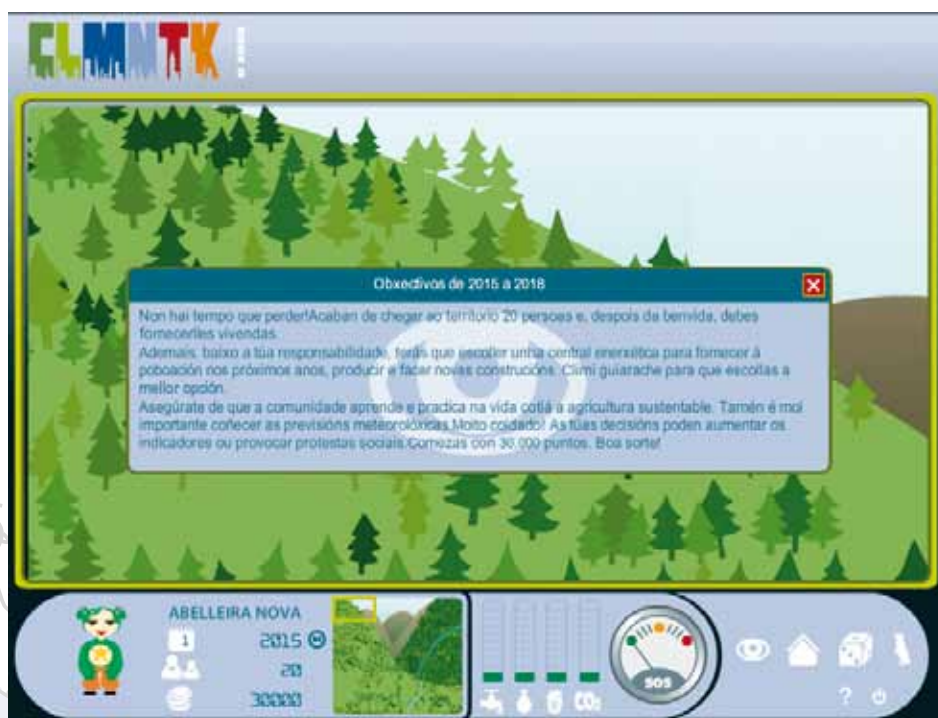 CLMNTK!
Obxectivos de 2015 a 2018
Non hai tempo que perder!Acaban de chegar ao territorio 20 persoas e, despois da benvida, debes
fornecerlles vivendas.
Ademais, baixo a túa responsabilidade, terás que escoller unha central enerxética para fornecer á
poboación nos próximos anos, producir e facer novas construcións. Climi guiarache para que escollas a
mellor opción.
Asegúrate de que a comunidade aprende e practica na vida cotiá a agricultura sustentable. Tamén é moi
importante coñecer as previsións meteorolóxicas.Moito coidado! As túas decisións poden aumentar os
indicadores ou provocar protestas sociais.Comezas con 30.000 puntos. Boa sorte!
ABELLEIRA NOVA
1 2015
20
30000
CO₂
SOS
?